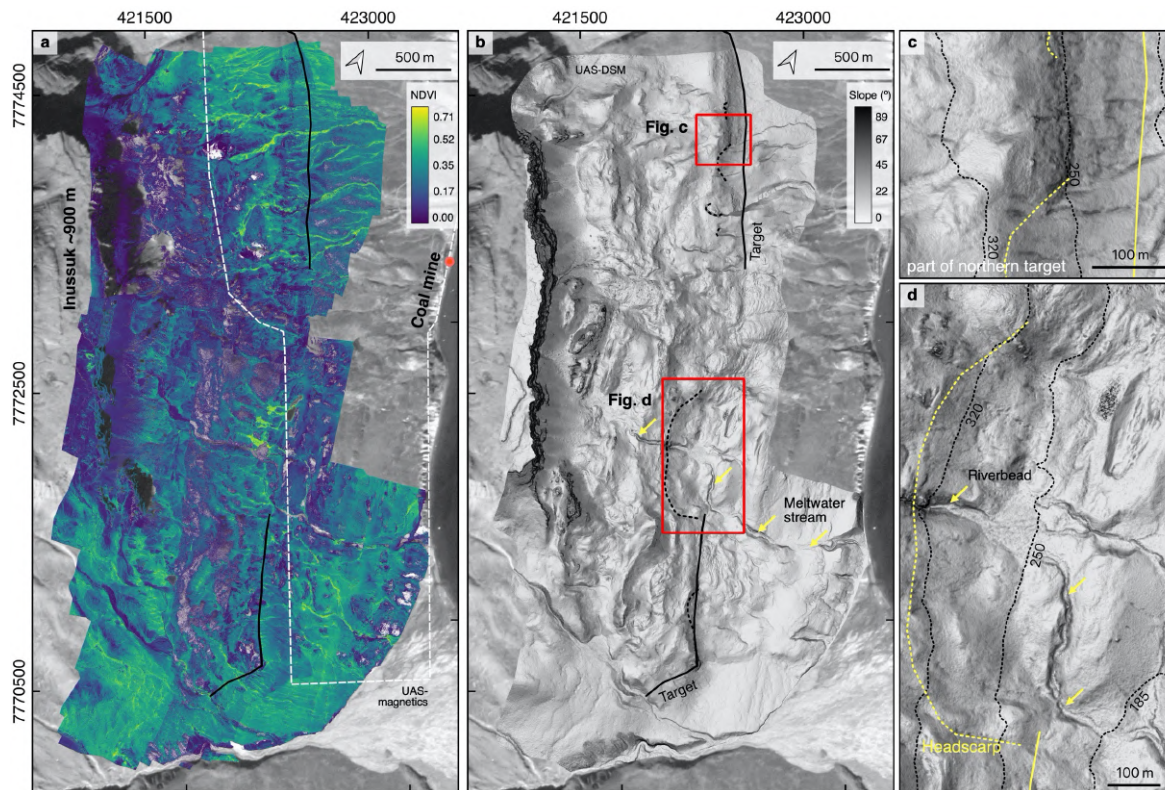 421500
423000
421500
423000
7774500
7772500
7770500
a
500 m
NDVI
0.71
0.52
0.35
0.17
0.00
Inussuk ~900 m
Coal mine
UAS-
magnetics
b
UAS-DSM
500 m
Slope (º)
89
67
45
22
0
Fig. c
Target
Fig. d
Meltwater
stream
Target
c
250
320
part of northern target
100 m
d
320
Riverbead
250
185
Headscarp
100 m